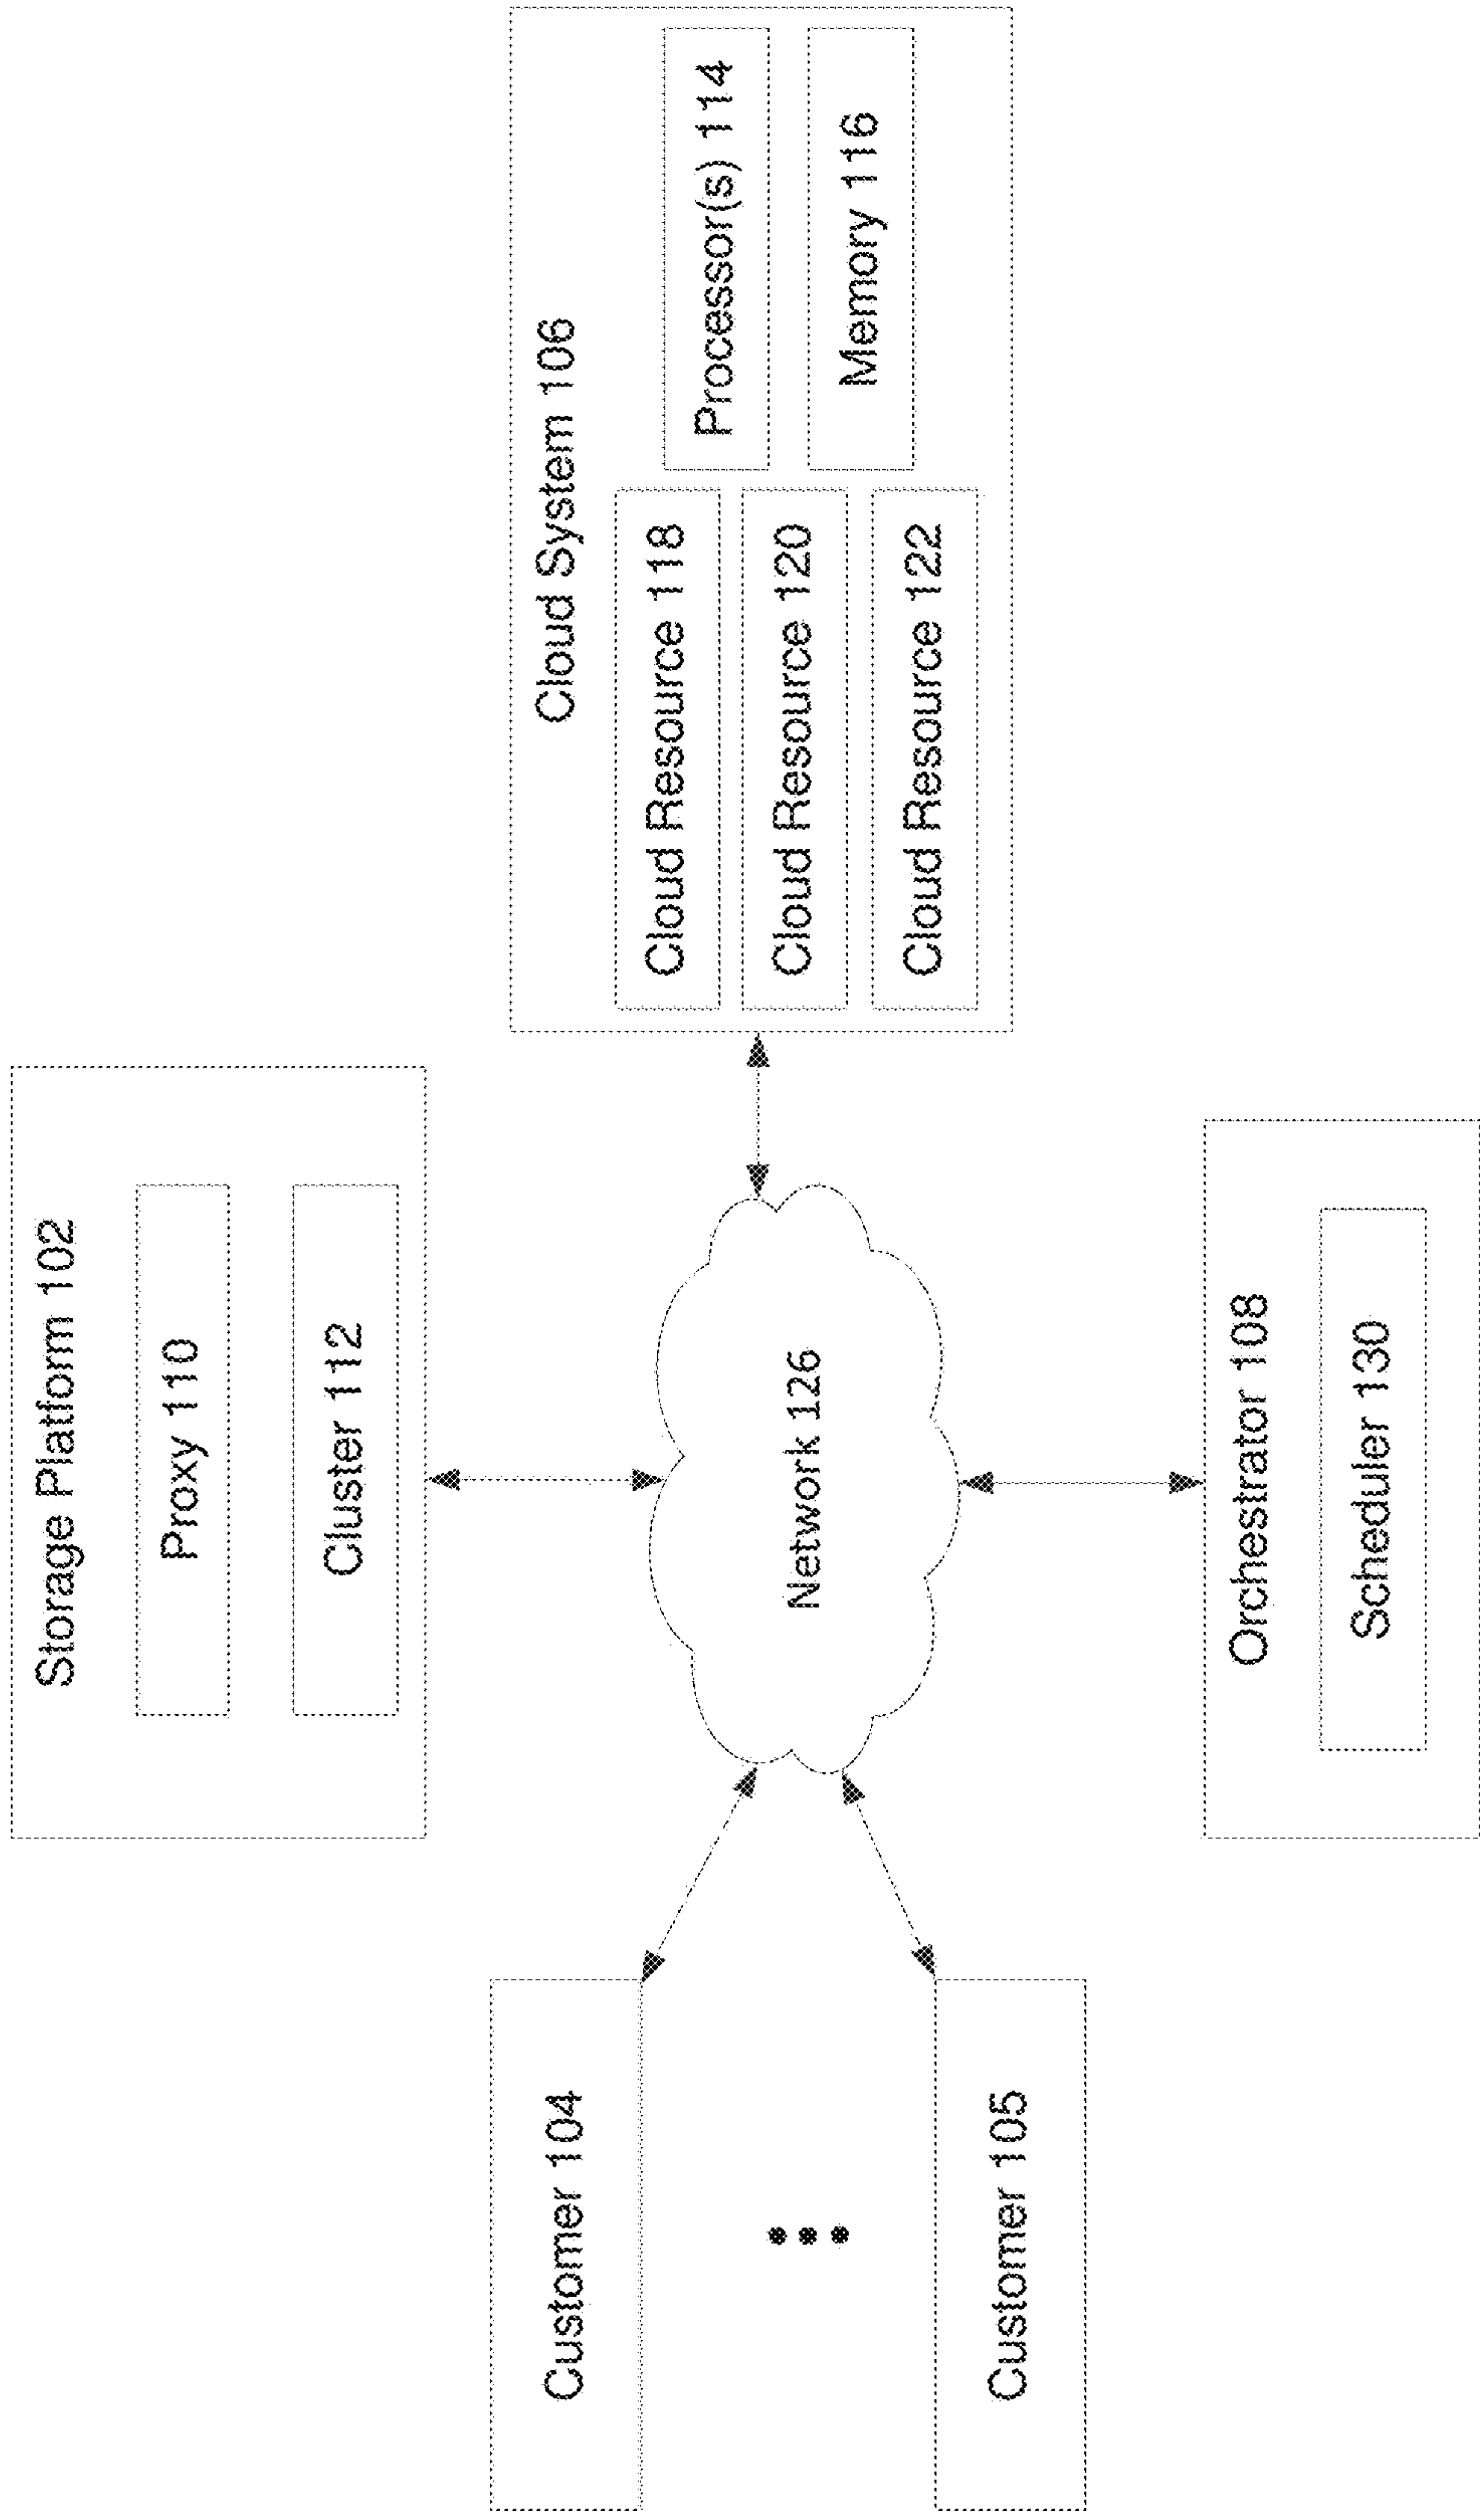 Storage Platform 102
Proxy 110
Cluster 112
Customer 104
Customer 105
Network 126
Cloud System 106
Cloud Resource 118
Cloud Resource 120
Cloud Resource 122
Processor(s) 114
Memory 116
Orchestrator 108
Scheduler 130